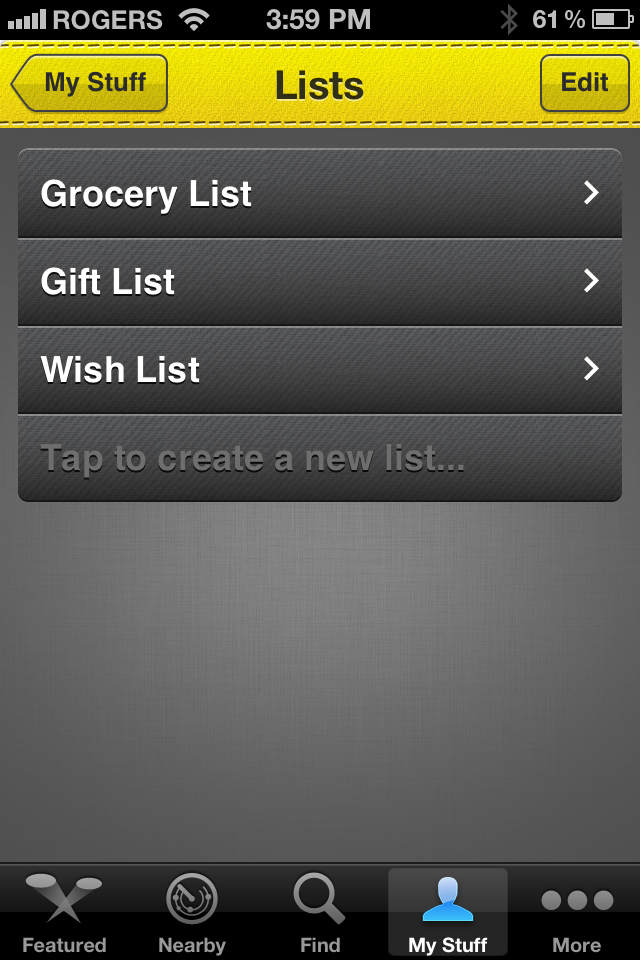 ROGERS 3:59 PM 61 %
My Stuff Lists Edit
Grocery List
Gift List
Wish List
Tap to create a new list...
Featured Nearby Find My Stuff More